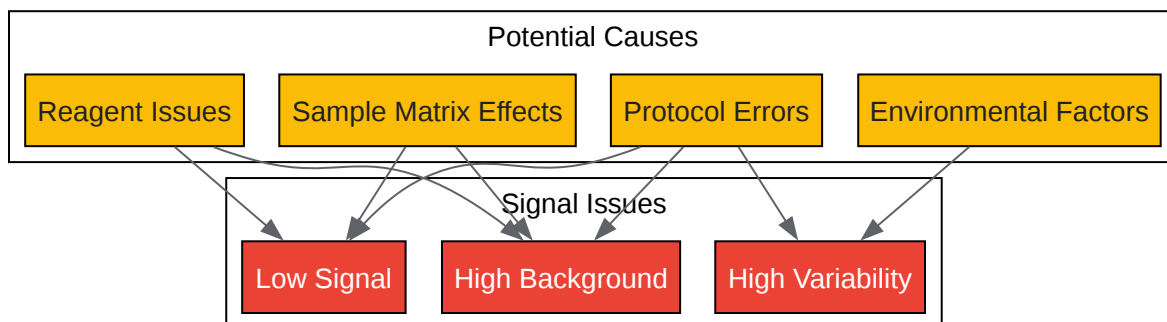 Potential Causes
Reagent Issues
Sample Matrix Effects
Protocol Errors
Environmental Factors
Signal Issues
Low Signal
High Background
High Variability